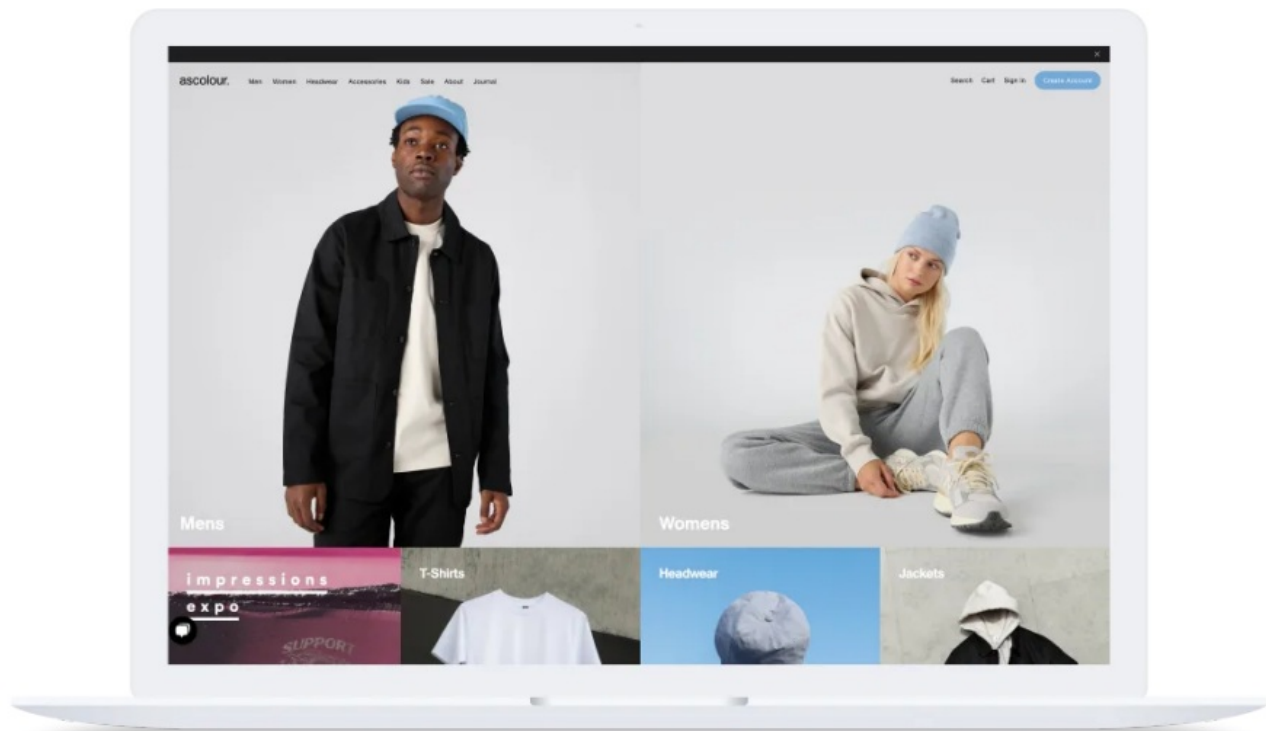 ascolour. Men Women Headwear Accessories Kids Sale About Journal Search Cart Sign In Create Account
Mens
Womens
impressions
expo
SUPPORT
T-Shirts
Headwear
Jackets